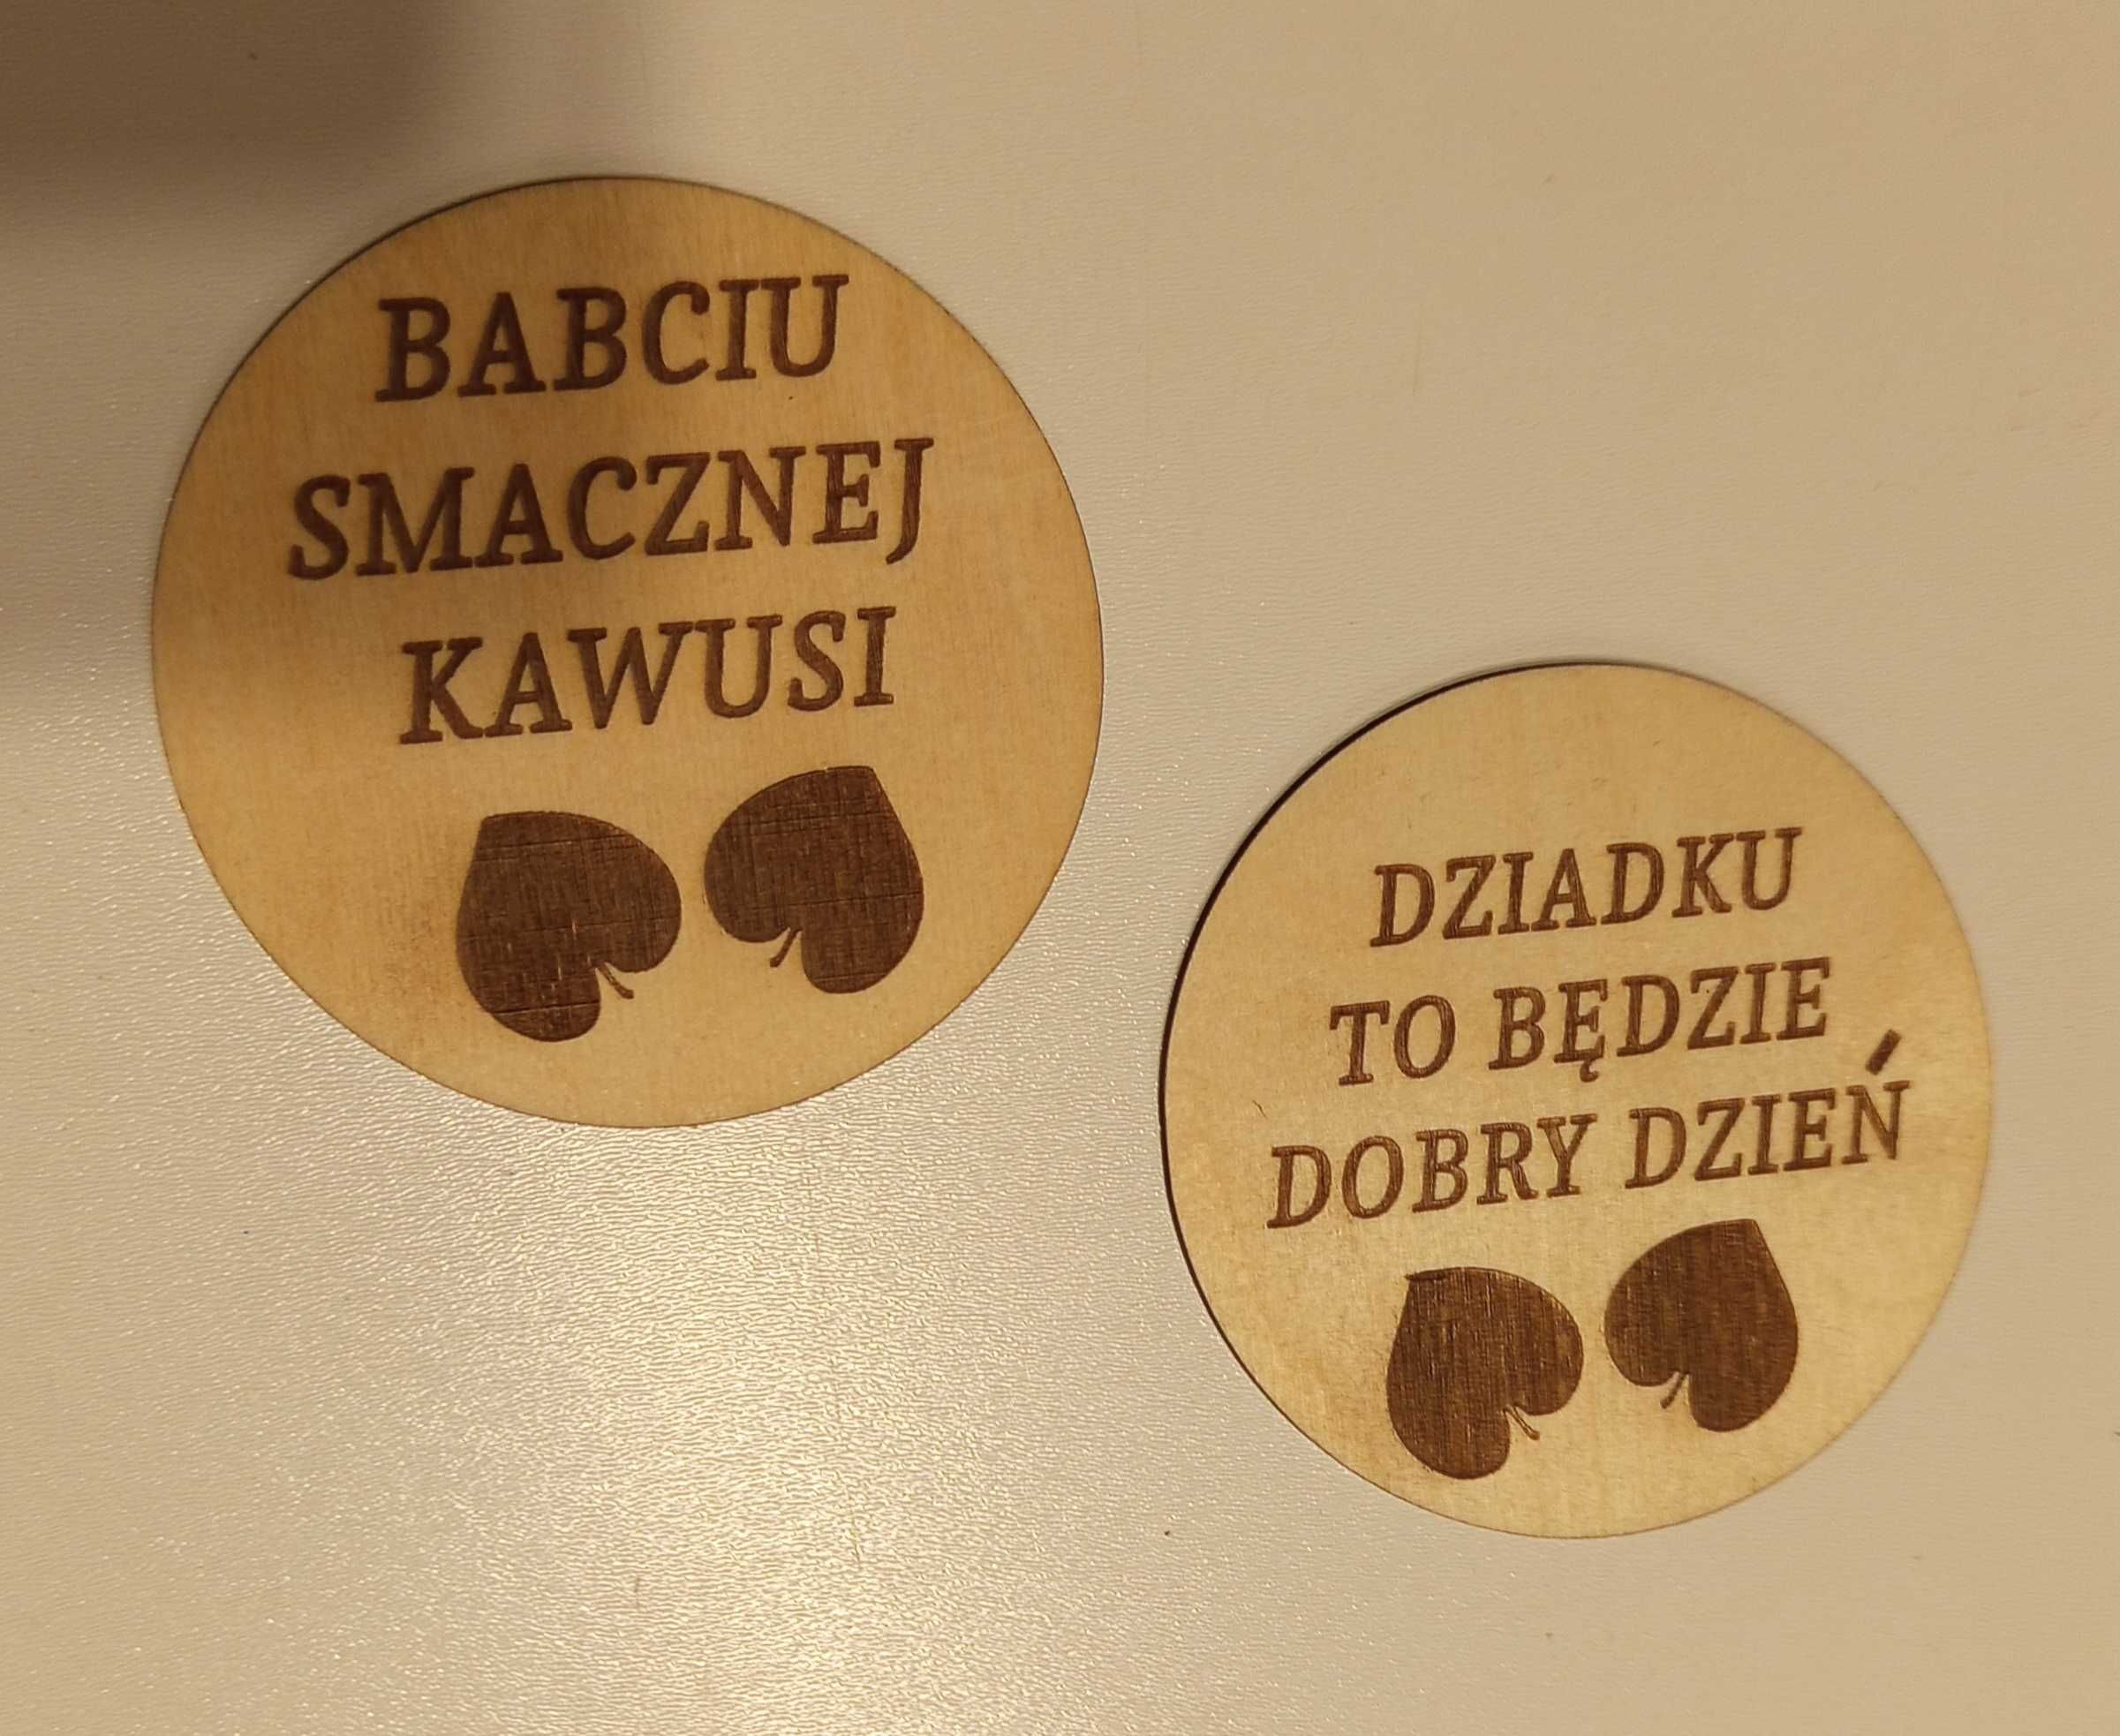 BABCIU
SMACZNEJ
KAWUSI
DZIADKU
TO BĘDZIE
DOBRY DZIEŃ